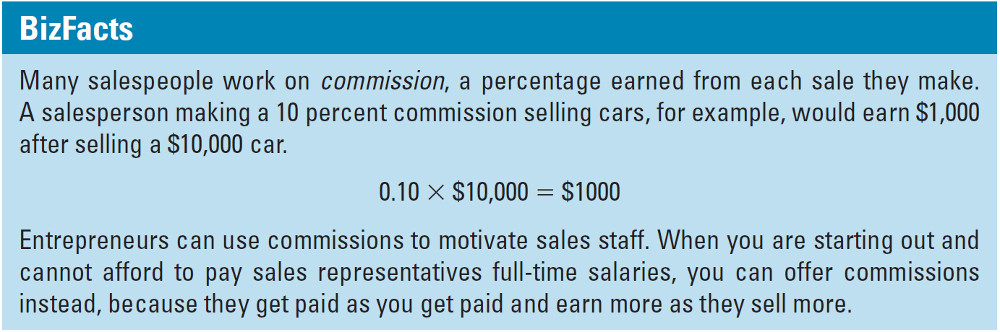 BizFacts
Many salespeople work on commission, a percentage earned from each sale they make.
A salesperson making a 10 percent commission selling cars, for example, would earn $1,000
after selling a $10,000 car.
0.10 × $10,000 = $1000
Entrepreneurs can use commissions to motivate sales staff. When you are starting out and
cannot afford to pay sales representatives full-time salaries, you can offer commissions
instead, because they get paid as you get paid and earn more as they sell more.